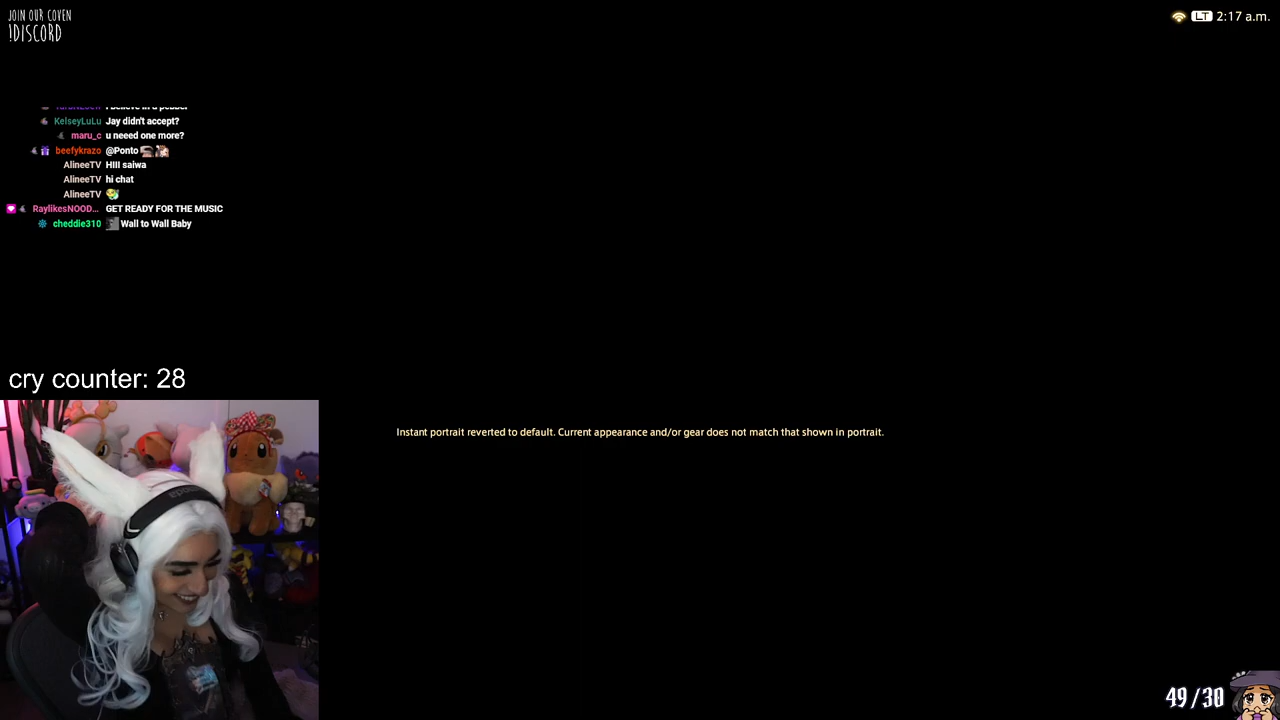 JOIN OUR COVEN
!DISCORD
LT 2:17 a.m.
KelseyLuLu Jay didn't accept?
maru_c u neeed one more?
beefykrazo @Ponto
AlineeTV HIII saiwa
AlineeTV hi chat
AlineeTV
RaylikesNOOD... GET READY FOR THE MUSIC
cheddie310 Wall to Wall Baby
cry counter: 28
Instant portrait reverted to default. Current appearance and/or gear does not match that shown in portrait.
49/30